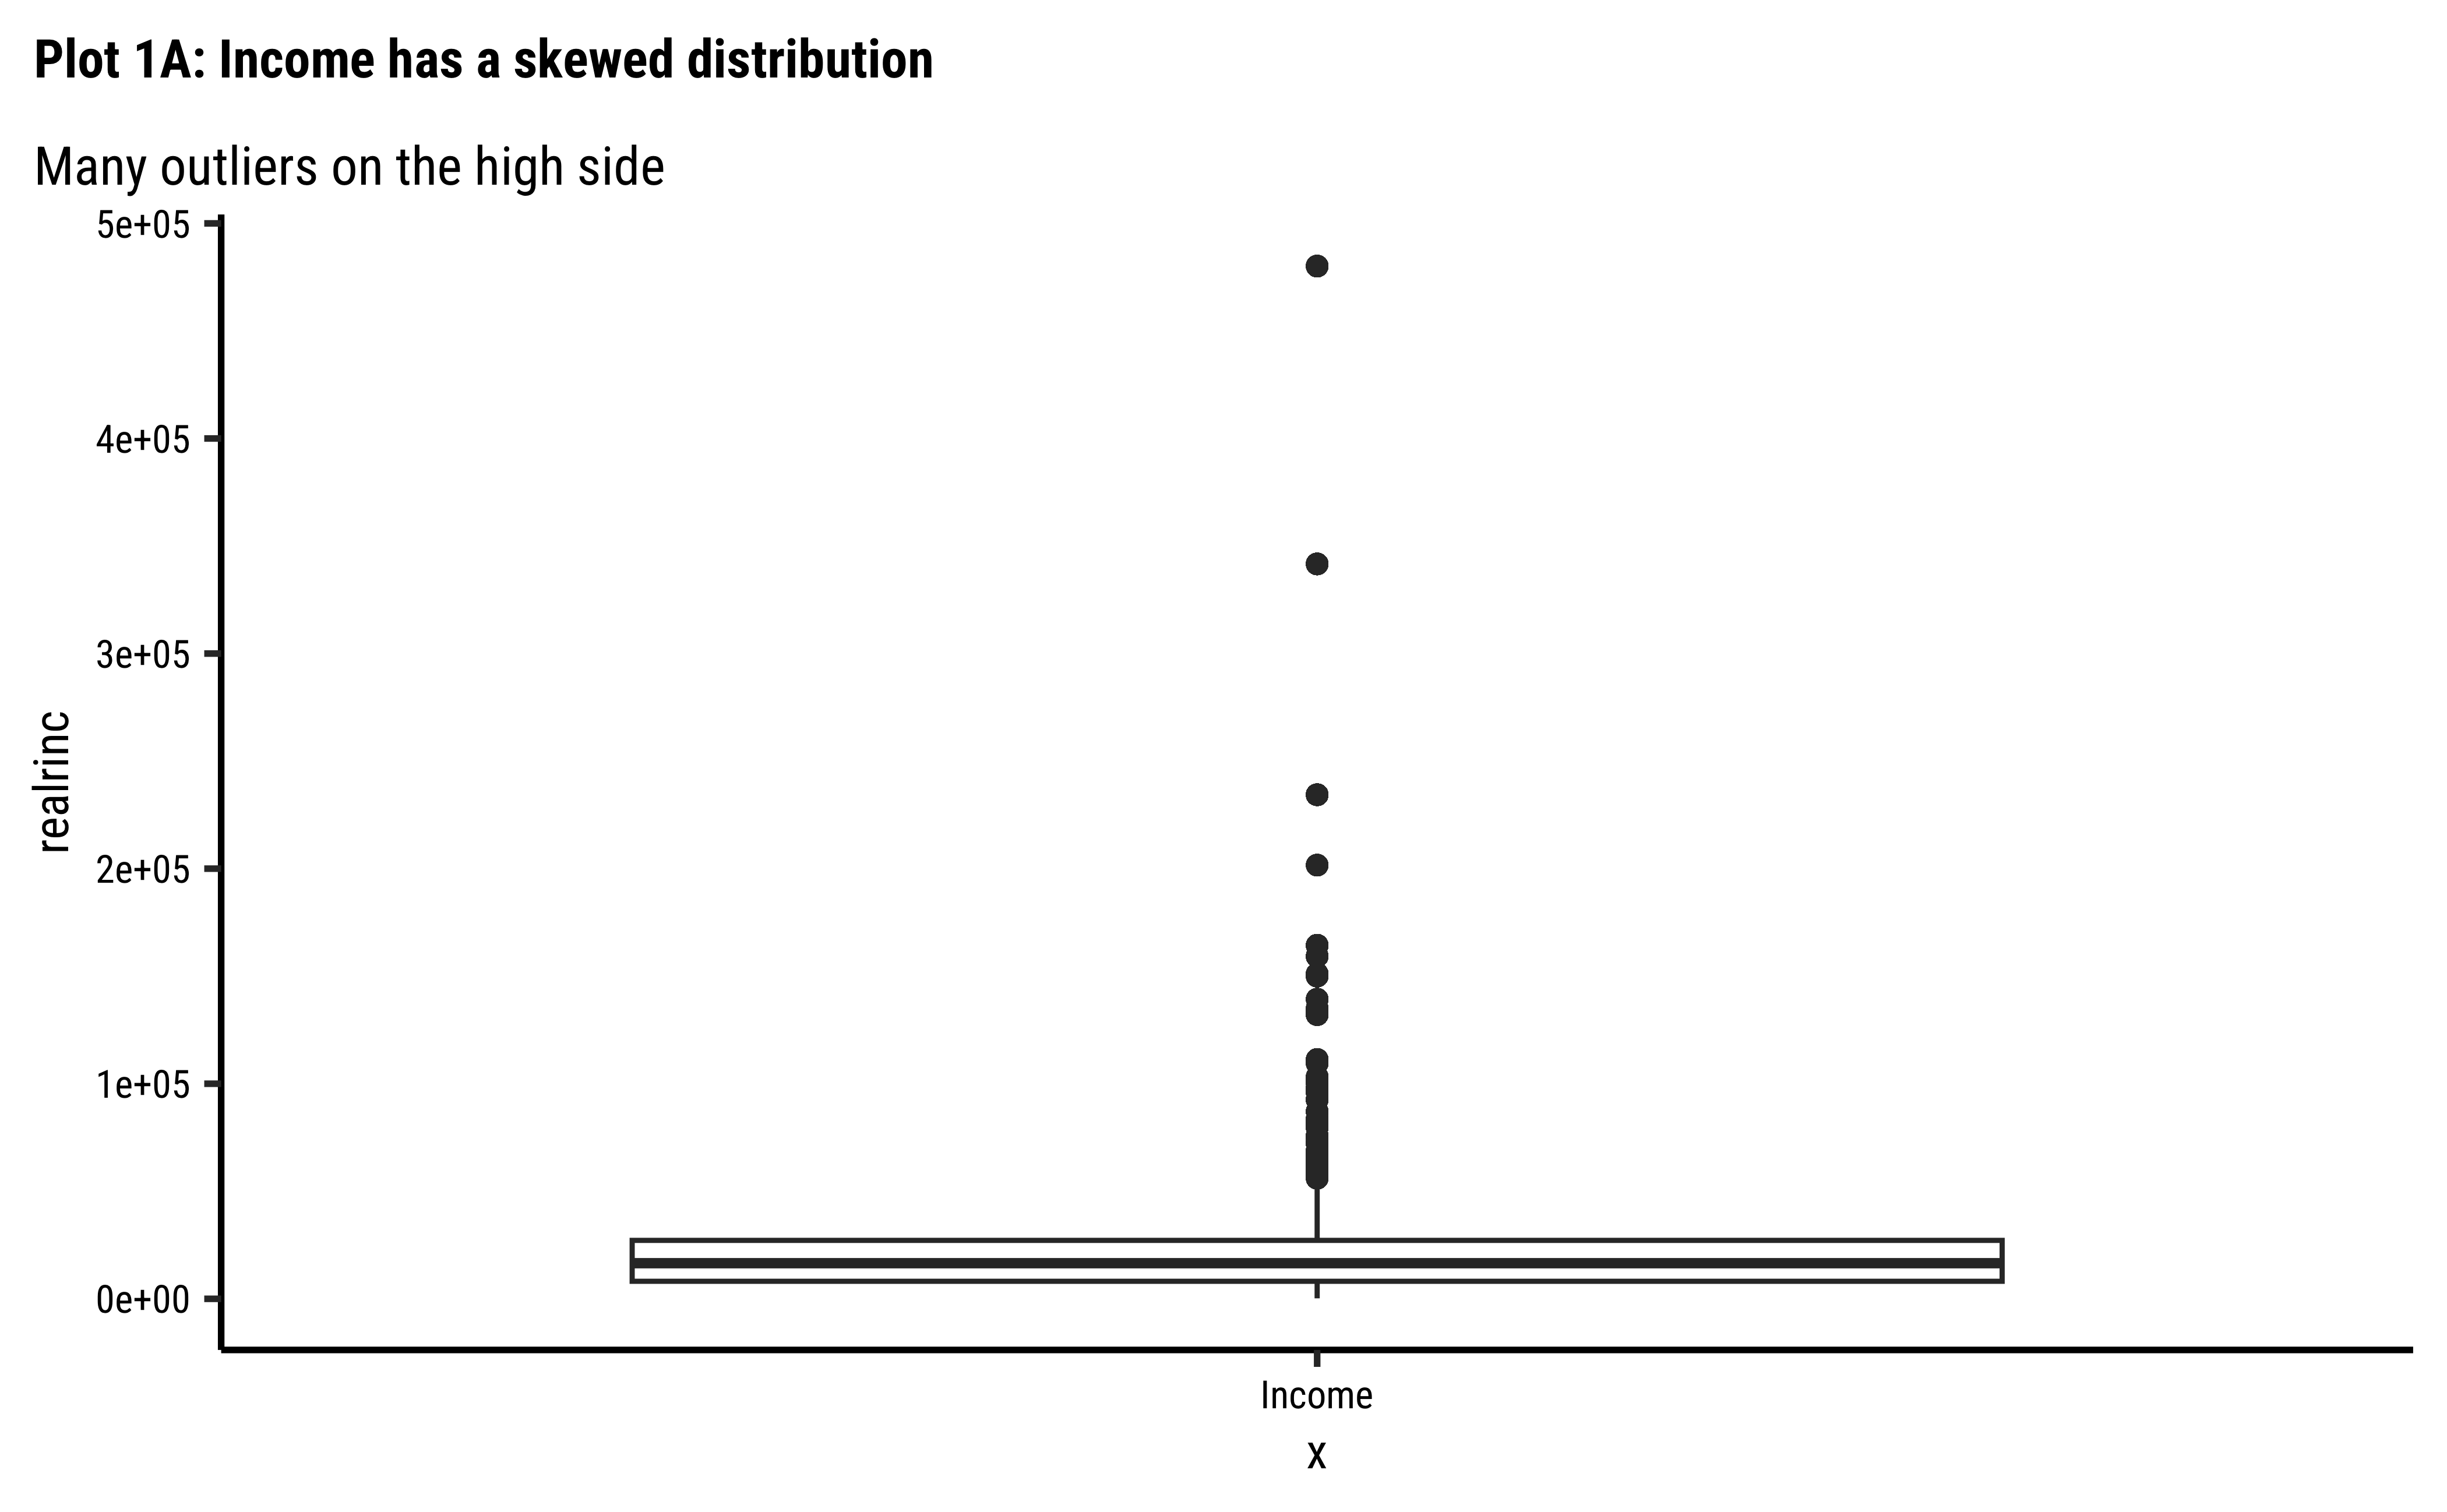 Plot 1A: Income has a skewed distribution
Many outliers on the high side
5e+05
4e+05
3e+05
2e+05
1e+05
0e+00
realrinc
Income
x